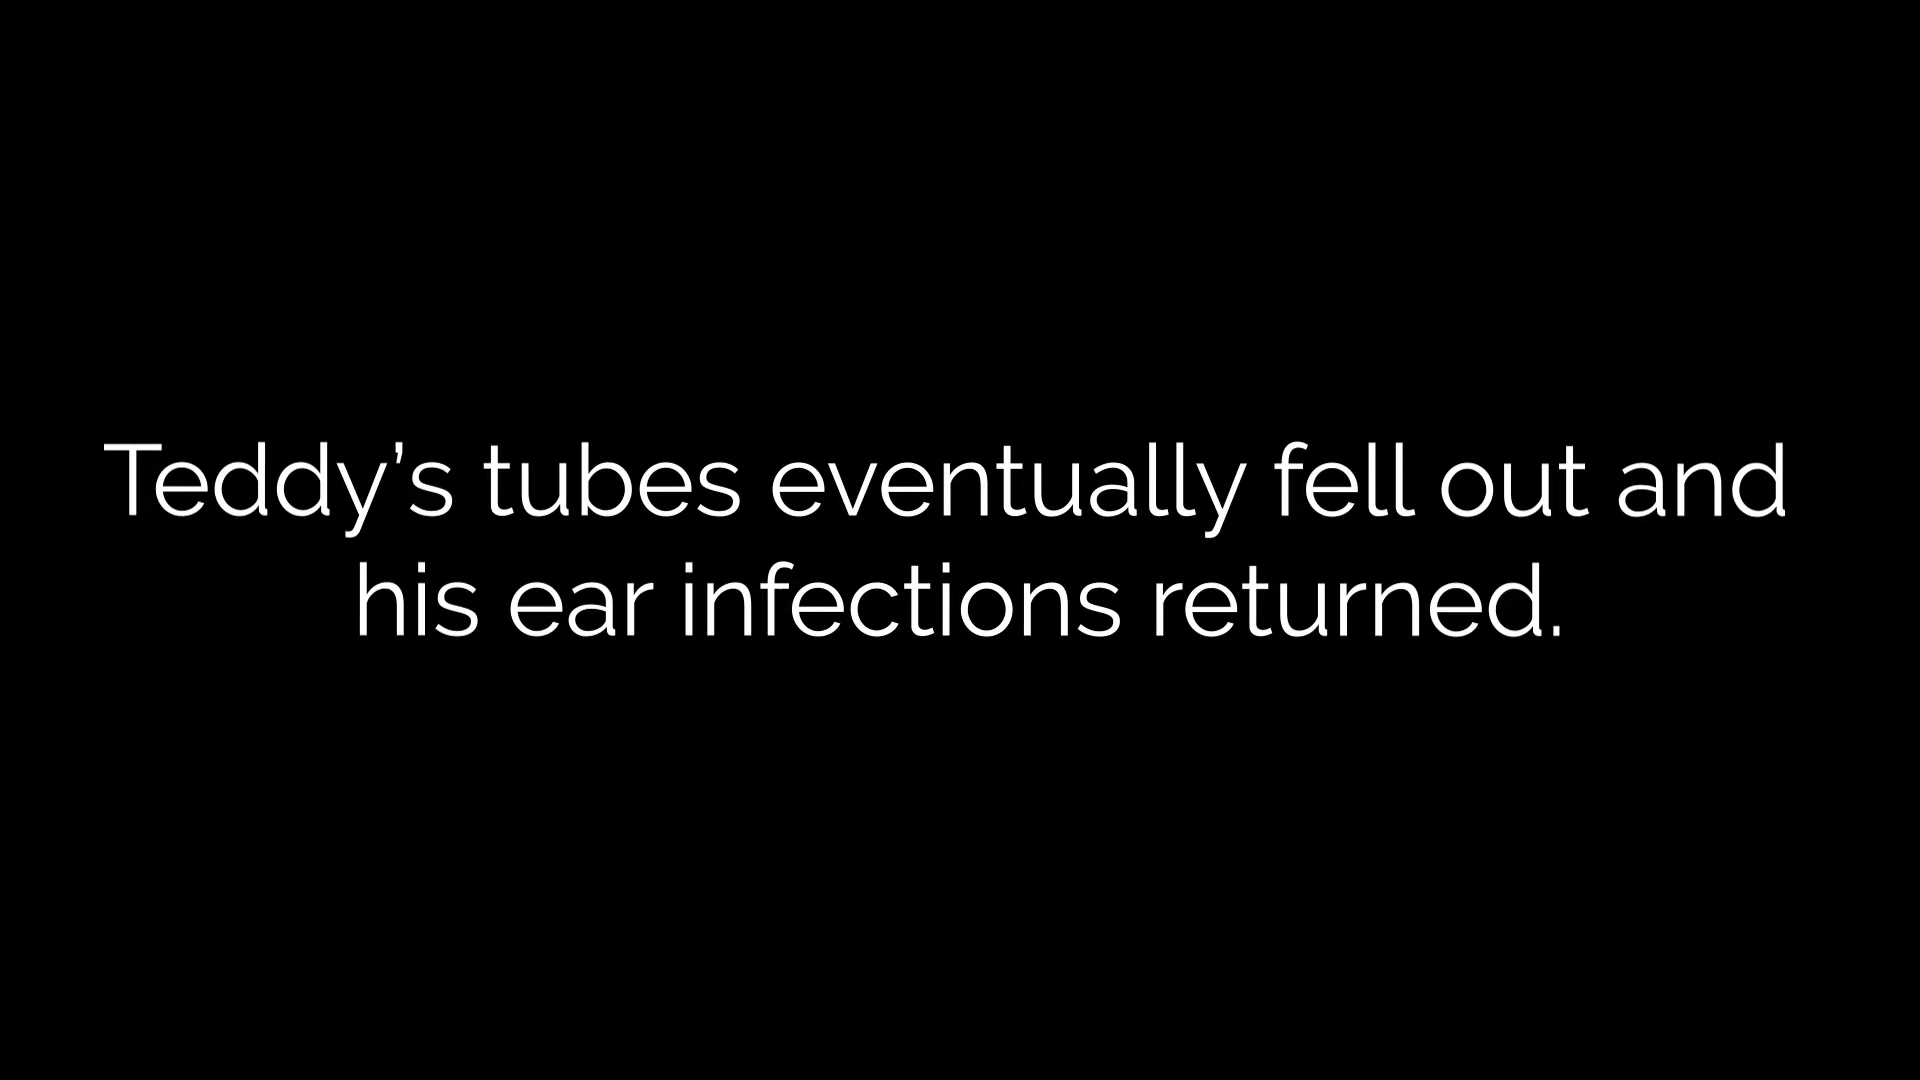 Teddy’s tubes eventually fell out and
his ear infections returned.